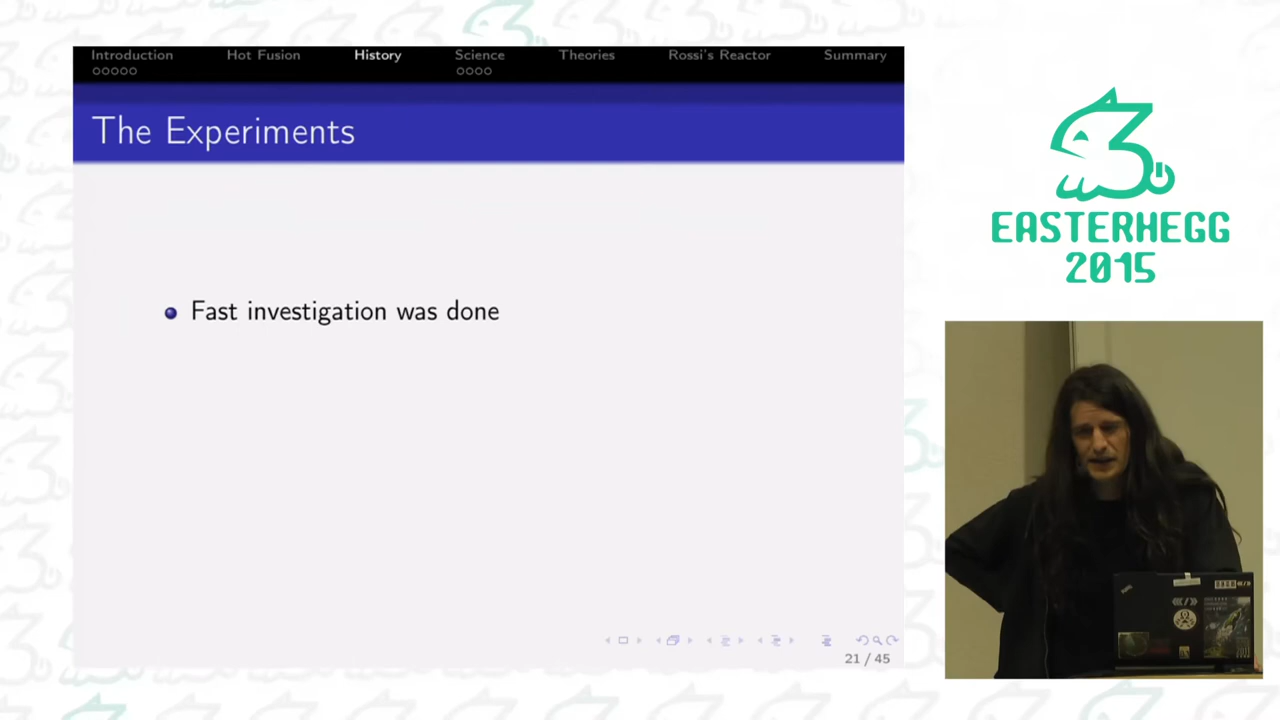 Introduction Hot Fusion History Science Theories Rossi's Reactor Summary
The Experiments
Fast investigation was done
21 / 45
EASTERHEGG
2015